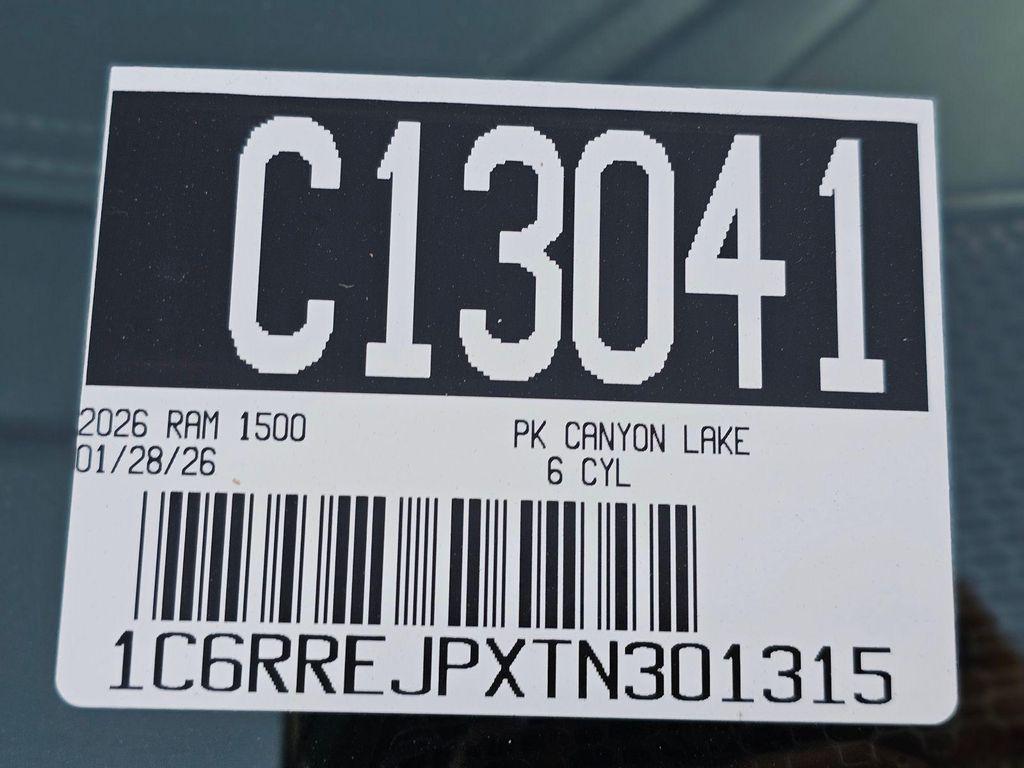 C13041
2026 RAM 1500 PK CANYON LAKE
01/28/26 6 CYL
1C6RREJPXTN301315